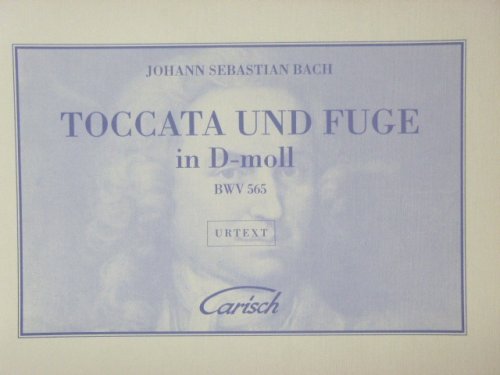 JOHANN SEBASTIAN BACH
TOCCATA UND FUGE
in D-moll
BWV 565
URTEXT
Carisch